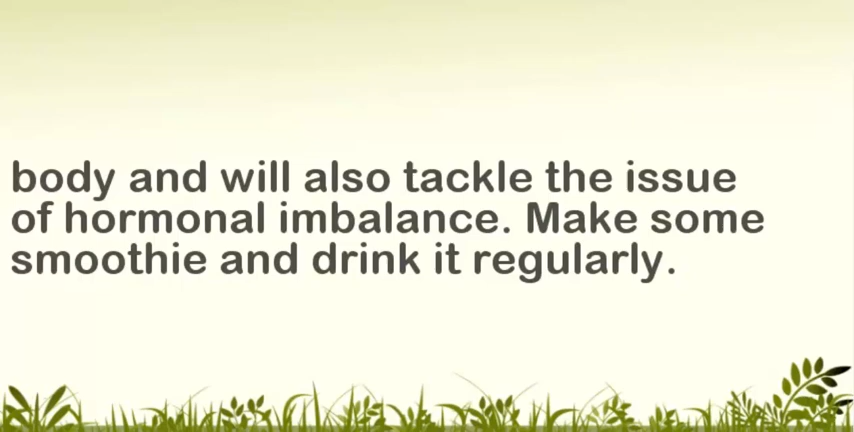 body and will also tackle the issue
of hormonal imbalance. Make some
smoothie and drink it regularly.